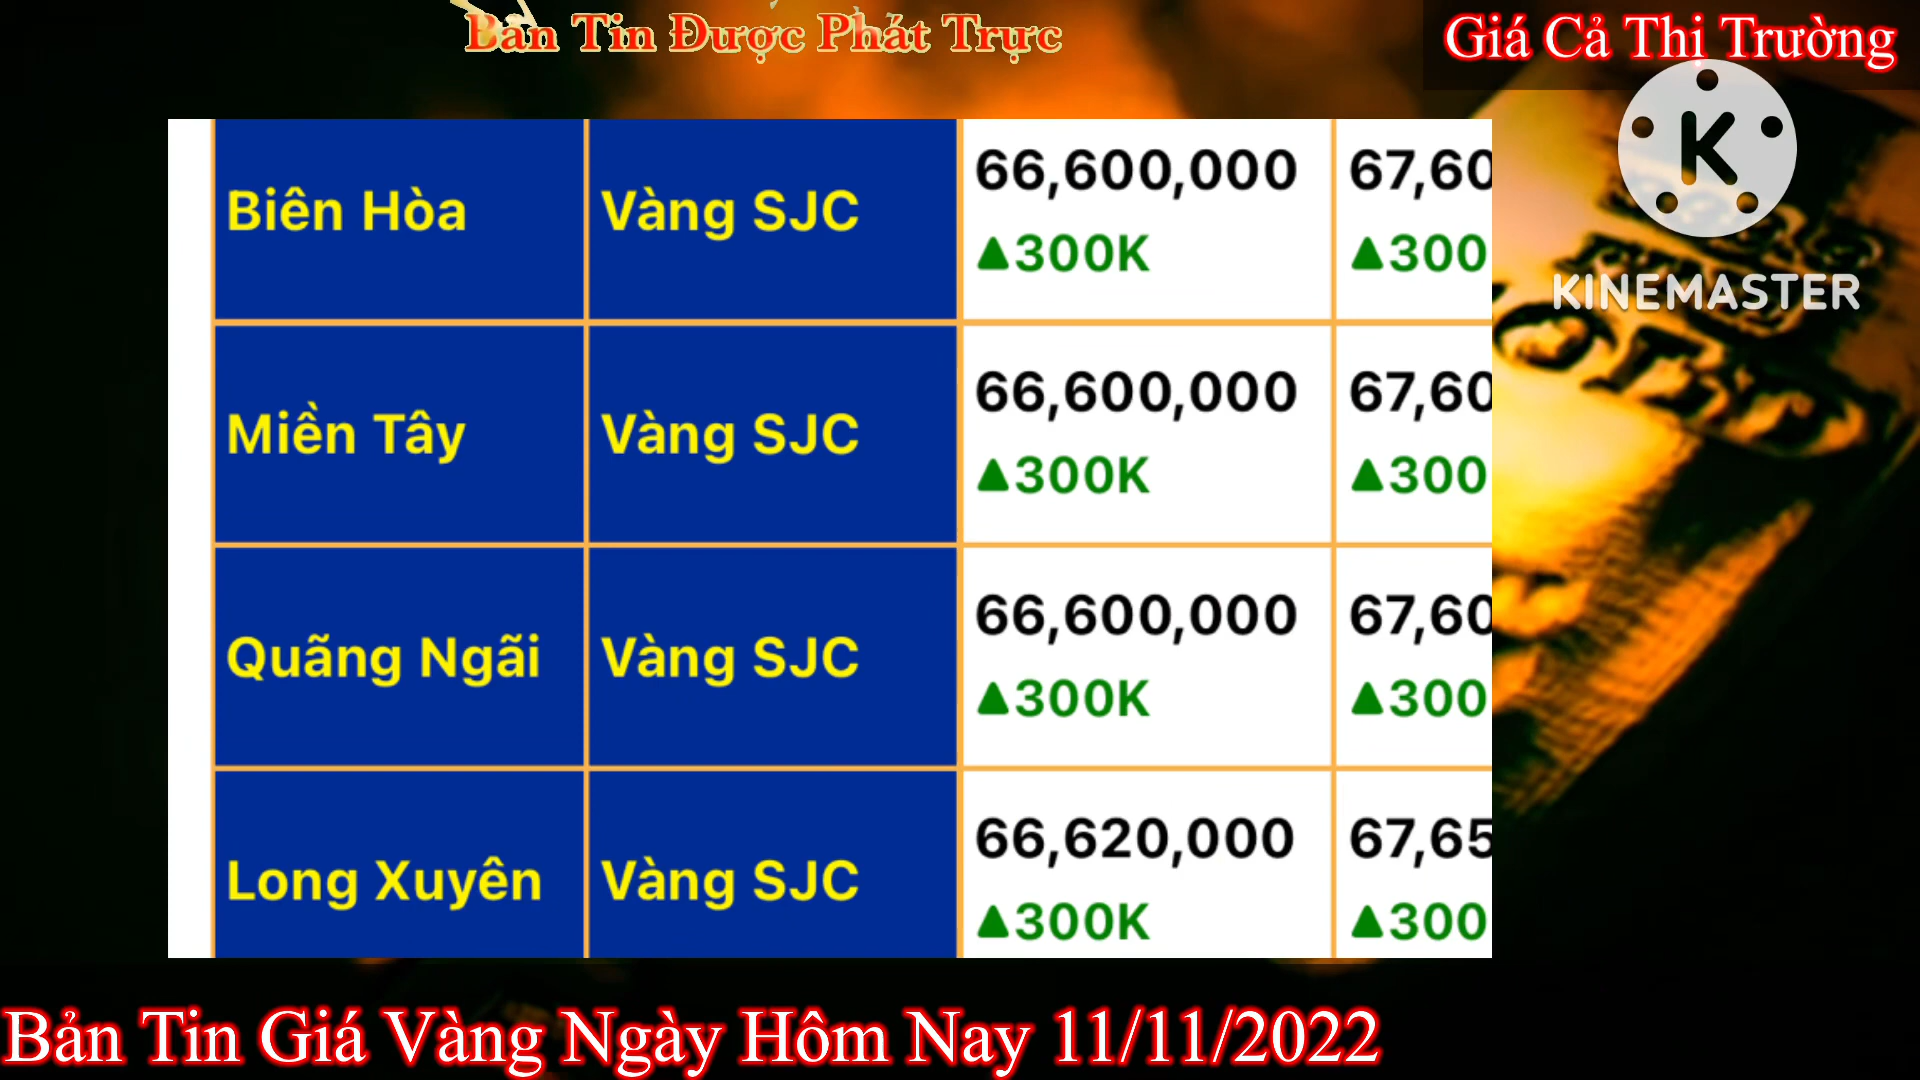 Bản Tin Được Phát Trực
Giá Cả Thị Trường
K
KINEMASTER
Biên Hòa Vàng SJC 66,600,000 67,60
▲300K ▲300
Miền Tây Vàng SJC 66,600,000 67,60
▲300K ▲300
Quãng Ngãi Vàng SJC 66,600,000 67,60
▲300K ▲300
Long Xuyên Vàng SJC 66,620,000 67,65
▲300K ▲300
Bản Tin Giá Vàng Ngày Hôm Nay 11/11/2022